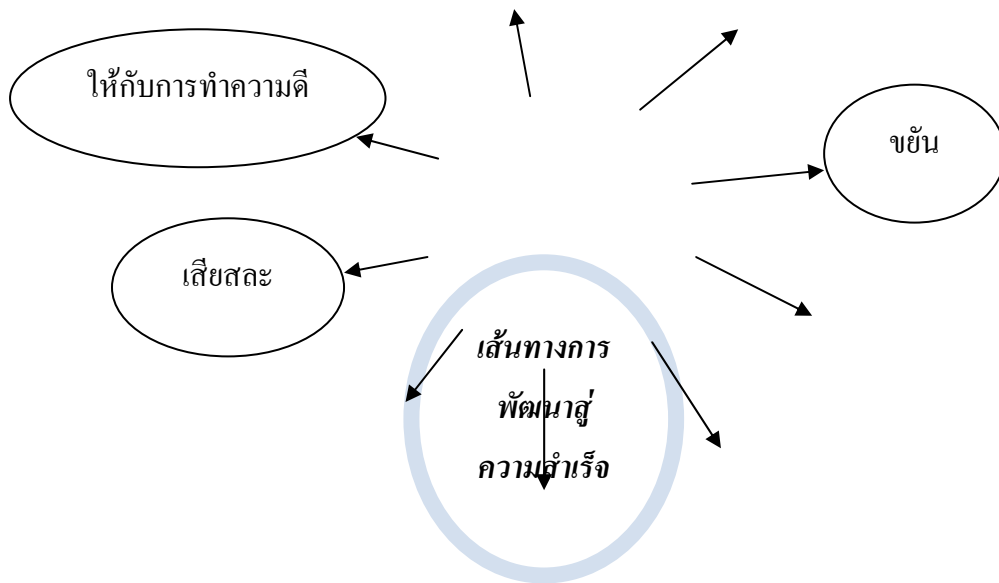 ให้กับการทำความดี
ขยัน
เสียสละ
เส้นทางการ
พัฒนาสู่
ความสำเร็จ